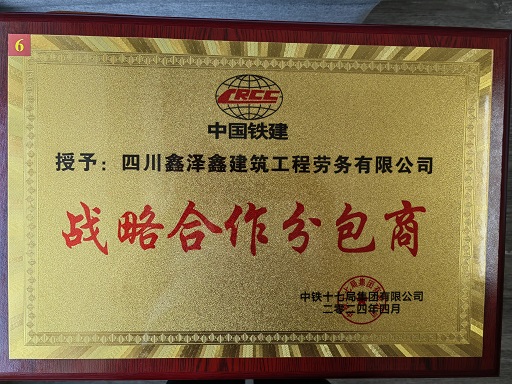 6
CRCC
中国铁建
授予：四川鑫泽鑫建筑工程劳务有限公司
战略合作分包商
中铁十七局集团有限公司
二零二四年四月